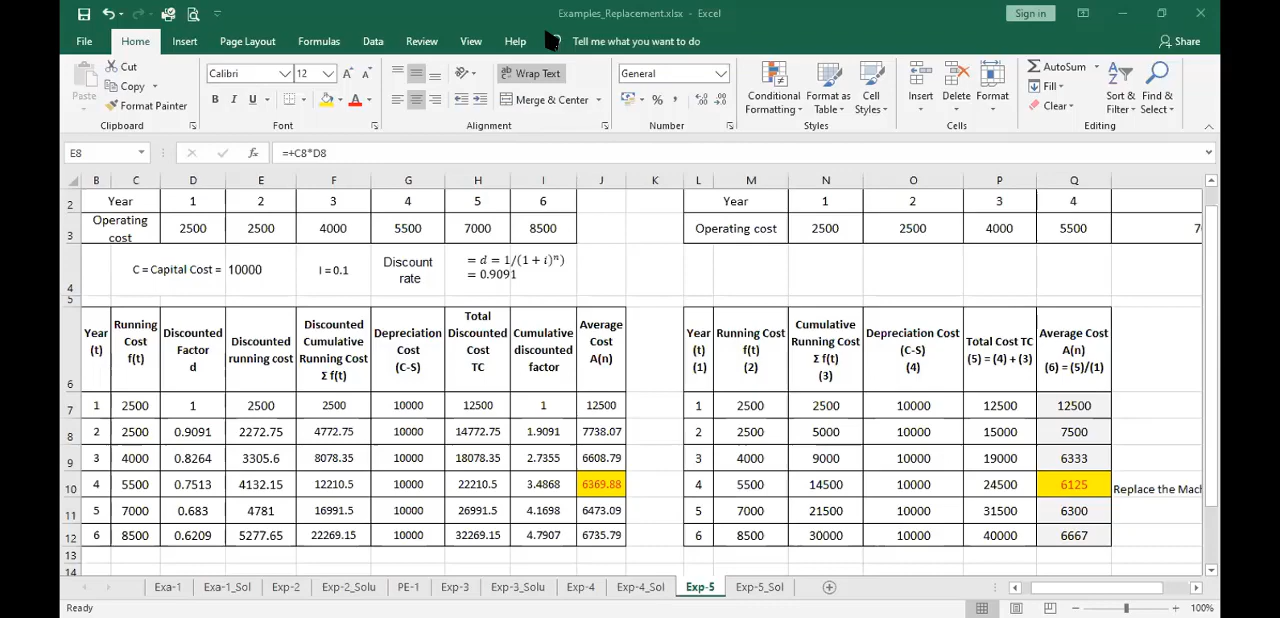 Examples_Replacement.xlsx - Excel
Sign in
File Home Insert Page Layout Formulas Data Review View Help Tell me what you want to do Share
Paste Cut Copy Format Painter
Calibri 12 Wrap Text General
B I U Merge & Center % ,
Conditional Formatting Format as Table Cell Styles Insert Delete Format
AutoSum Fill Clear Sort & Filter Find & Select
Clipboard Font Alignment Number Styles Cells Editing
E8 fx =+C8*D8
B C D E F G H I J K L M N O P Q
2 Year 1 2 3 4 5 6 Year 1 2 3 4
3 Operating cost 2500 2500 4000 5500 7000 8500 Operating cost 2500 2500 4000 5500
4 C = Capital Cost = 10000 I = 0.1 Discount rate = d = 1/(1 + i)ⁿ) = 0.9091
5
6 Year (t) Running Cost f(t) Discounted Factor d Discounted running cost Discounted Cumulative Running Cost Σ f(t) Depreciation Cost (C-S) Total Discounted Cost TC Cumulative discounted factor Average Cost A(n) Year (t) (1) Running Cost f(t) (2) Cumulative Running Cost Σ f(t) (3) Depreciation Cost (C-S) (4) Total Cost TC (5) = (4) + (3) Average Cost A(n) (6) = (5)/(1)
7 1 2500 1 2500 2500 10000 12500 1 12500 1 2500 2500 10000 12500 12500
8 2 2500 0.9091 2272.75 4772.75 10000 14772.75 1.9091 7738.07 2 2500 5000 10000 15000 7500
9 3 4000 0.8264 3305.6 8078.35 10000 18078.35 2.7355 6608.79 3 4000 9000 10000 19000 6333
10 4 5500 0.7513 4132.15 12210.5 10000 22210.5 3.4868 6369.88 4 5500 14500 10000 24500 6125 Replace the Mach
11 5 7000 0.683 4781 16991.5 10000 26991.5 4.1698 6473.09 5 7000 21500 10000 31500 6300
12 6 8500 0.6209 5277.65 22269.15 10000 32269.15 4.7907 6735.79 6 8500 30000 10000 40000 6667
13
14
Exa-1 Exa-1_Sol Exp-2 Exp-2_Solu PE-1 Exp-3 Exp-3_Solu Exp-4 Exp-4_Sol Exp-5 Exp-5_Sol
Ready 100%